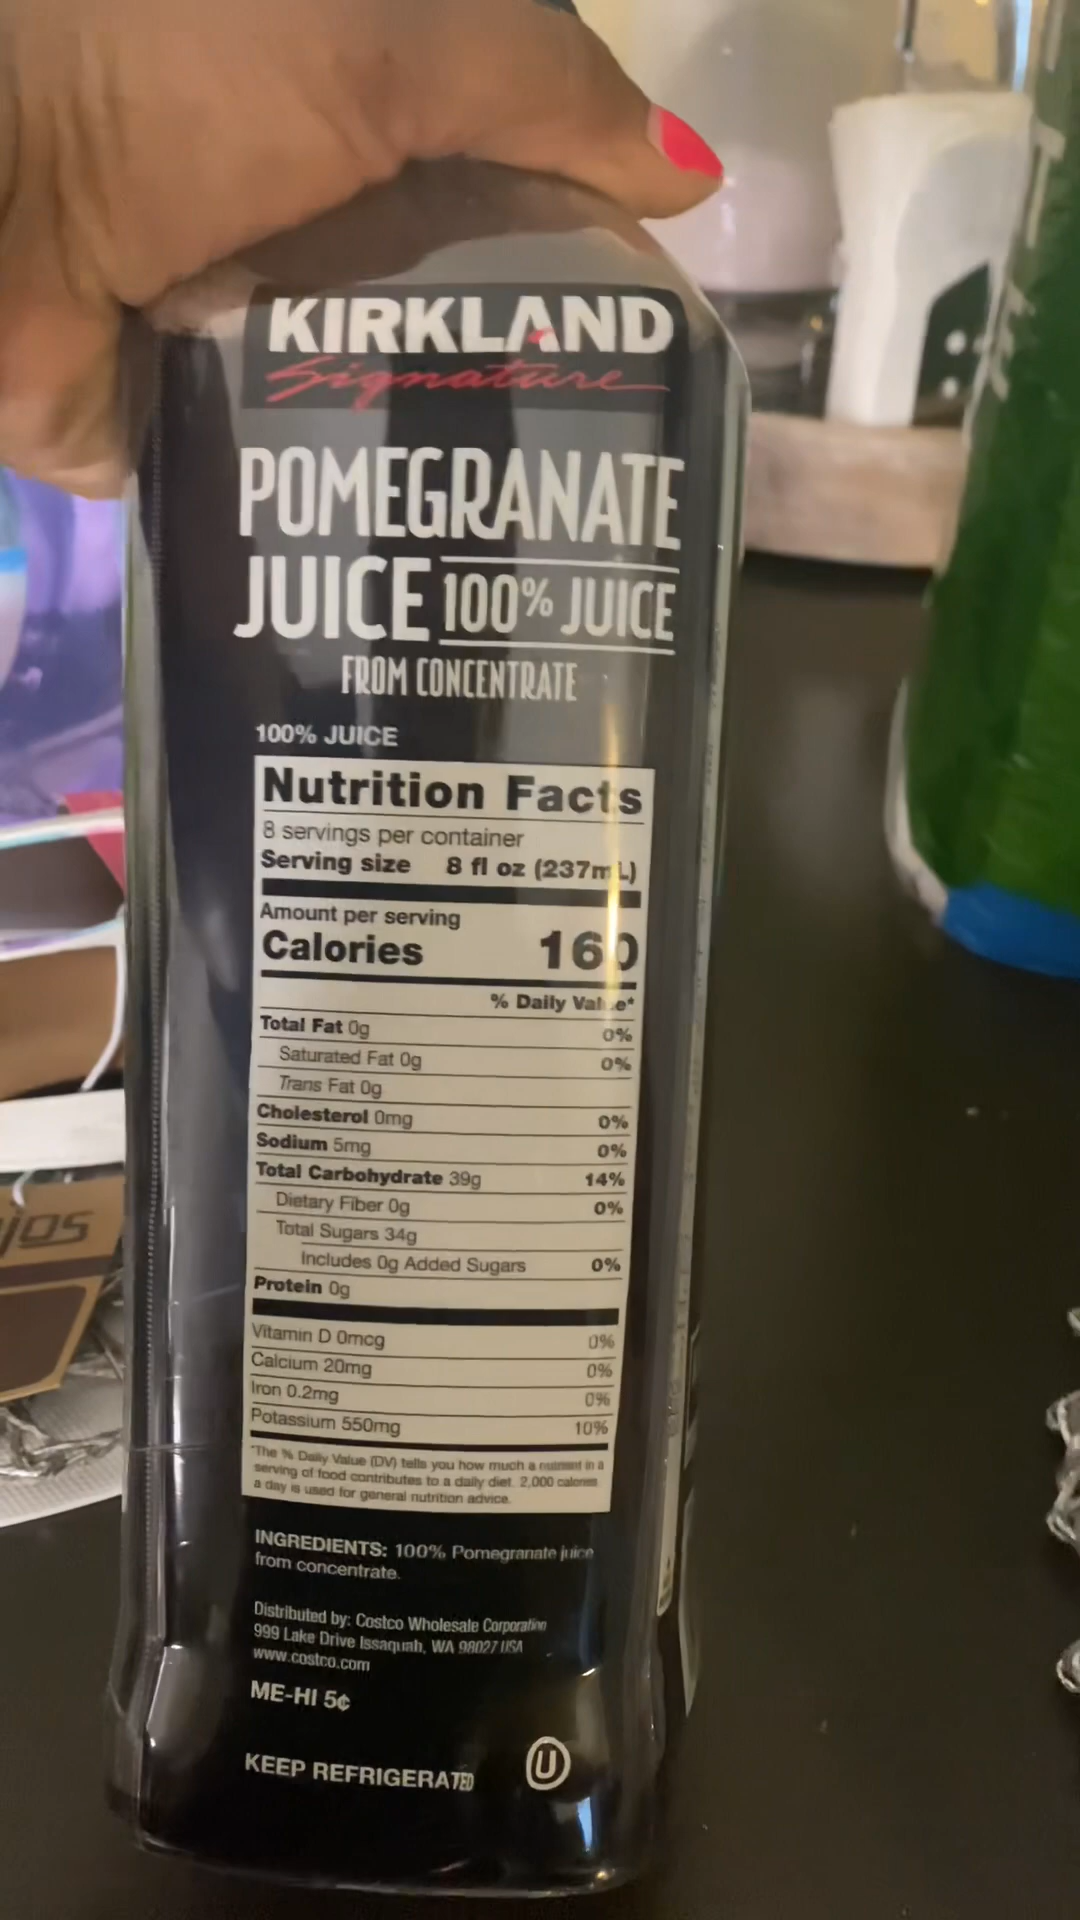 KIRKLAND
Signature
POMEGRANATE
JUICE 100% JUICE
FROM CONCENTRATE
100% JUICE
Nutrition Facts
8 servings per container
Serving size 8 fl oz (237mL)
Amount per serving
Calories 160
% Daily Value*
Total Fat 0g 0%
Saturated Fat 0g 0%
Trans Fat 0g
Cholesterol 0mg 0%
Sodium 5mg 0%
Total Carbohydrate 39g 14%
Dietary Fiber 0g 0%
Total Sugars 34g
Includes 0g Added Sugars 0%
Protein 0g
Vitamin D 0mcg 0%
Calcium 20mg 0%
Iron 0.2mg 0%
Potassium 550mg 10%
*The % Daily Value (DV) tells you how much a nutrient in a
serving of food contributes to a daily diet. 2,000 calories
a day is used for general nutrition advice.
INGREDIENTS: 100% Pomegranate juice
from concentrate.
Distributed by: Costco Wholesale Corporation
999 Lake Drive Issaquah, WA 98027 USA
www.costco.com
ME-HI 5¢
KEEP REFRIGERATED
U